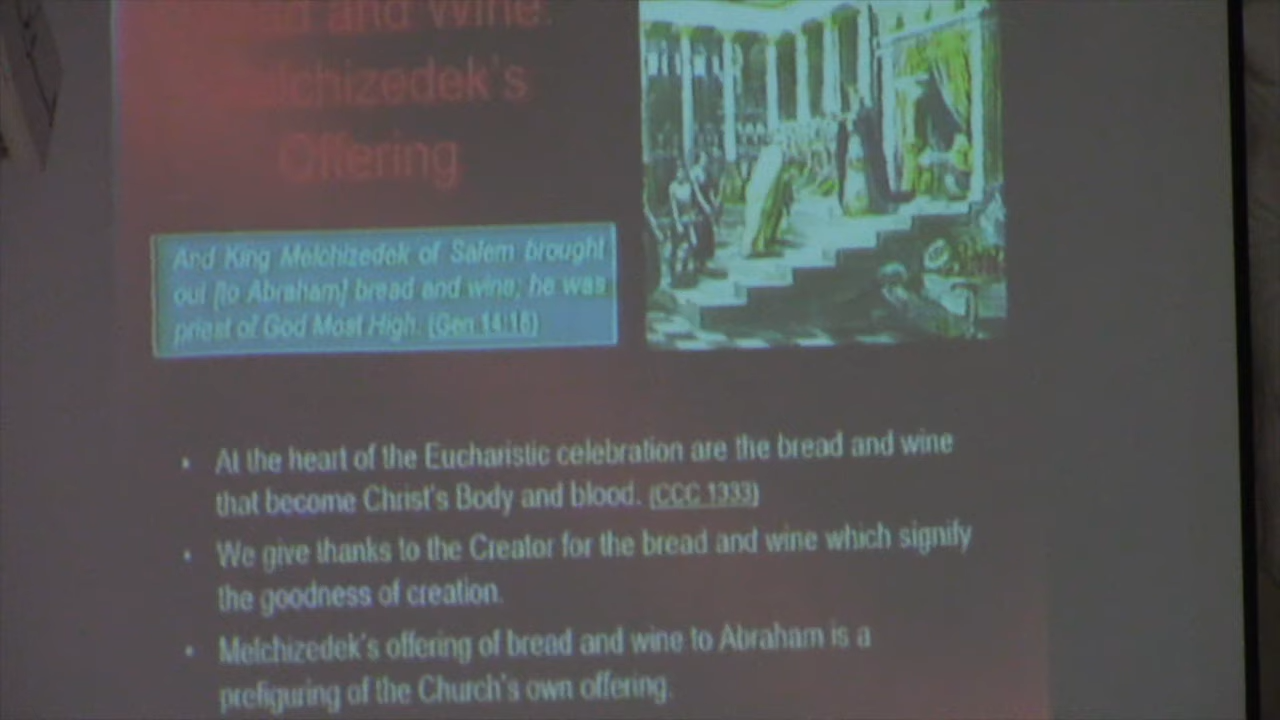 Bread and Wine:
Melchizedek's
Offering
And King Melchizedek of Salem brought
out [to Abraham] bread and wine; he was
priest of God Most High. (Gen 14:18)
• At the heart of the Eucharistic celebration are the bread and wine
that become Christ's Body and blood. (CCC 1333)
• We give thanks to the Creator for the bread and wine which signify
the goodness of creation.
• Melchizedek's offering of bread and wine to Abraham is a
prefiguring of the Church's own offering.